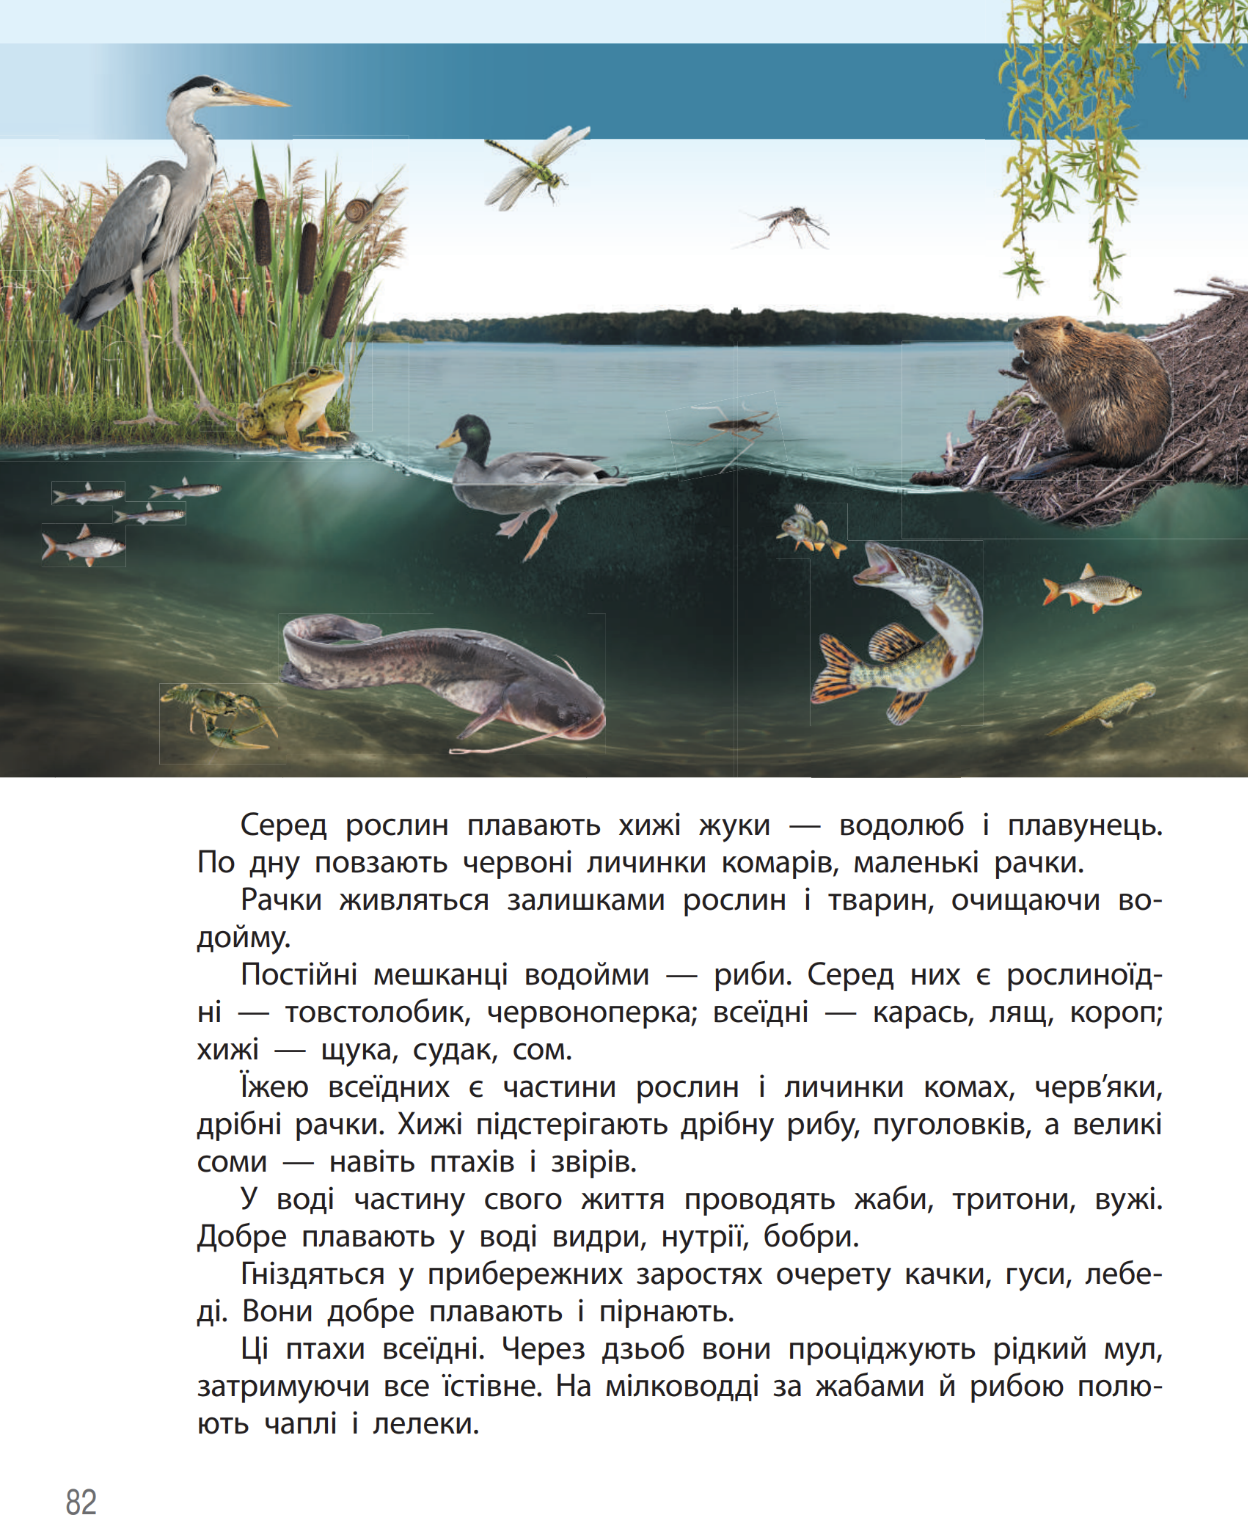 Серед рослин плавають хижі жуки — водолюб і плавунець.
По дну повзають червоні личинки комарів, маленькі рачки.
Рачки живляться залишками рослин і тварин, очищаючи во-
дойму.
Постійні мешканці водойми — риби. Серед них є рослиноїд-
ні — товстолобик, червоноперка; всеїдні — карась, лящ, короп;
хижі — щука, судак, сом.
Їжею всеїдних є частини рослин і личинки комах, черв’яки,
дрібні рачки. Хижі підстерігають дрібну рибу, пуголовків, а великі
соми — навіть птахів і звірів.
У воді частину свого життя проводять жаби, тритони, вужі.
Добре плавають у воді видри, нутрії, бобри.
Гніздяться у прибережних заростях очерету качки, гуси, лебе-
ді. Вони добре плавають і пірнають.
Ці птахи всеїдні. Через дзьоб вони проціджують рідкий мул,
затримуючи все їстівне. На мілководді за жабами й рибою полю-
ють чаплі і лелеки.
82